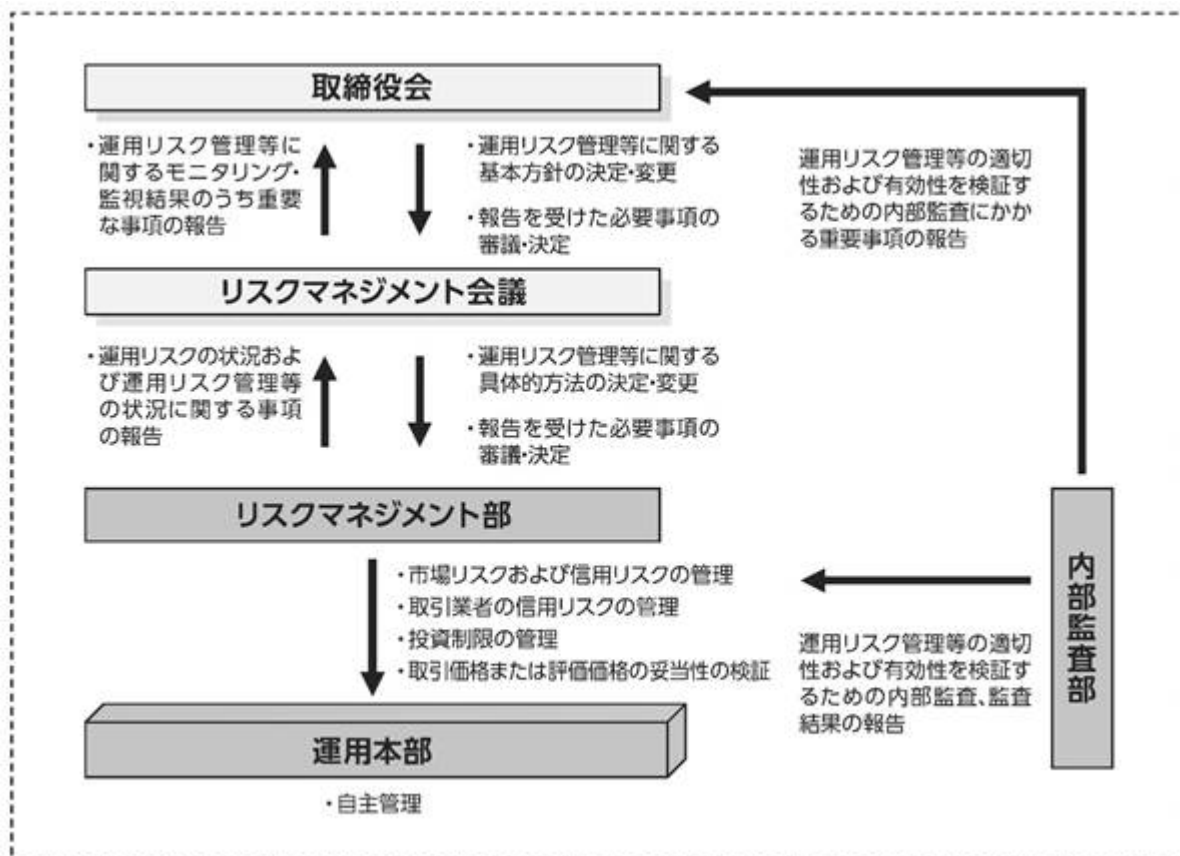 取締役会
・運用リスク管理等に
関するモニタリング・
監視結果のうち重要
な事項の報告
・運用リスク管理等に関する
基本方針の決定・変更
・報告を受けた必要事項の
審議・決定
運用リスク管理等の適切
性および有効性を検証す
るための内部監査にかか
る重要事項の報告
リスクマネジメント会議
・運用リスクの状況およ
び運用リスク管理等
の状況に関する事項
の報告
・運用リスク管理等に関する
具体的方法の決定・変更
・報告を受けた必要事項の
審議・決定
リスクマネジメント部
・市場リスクおよび信用リスクの管理
・取引業者の信用リスクの管理
・投資制限の管理
・取引価格または評価価格の妥当性の検証
内部監査部
運用リスク管理等の適切
性および有効性を検証す
るための内部監査、監査
結果の報告
運用本部
・自主管理